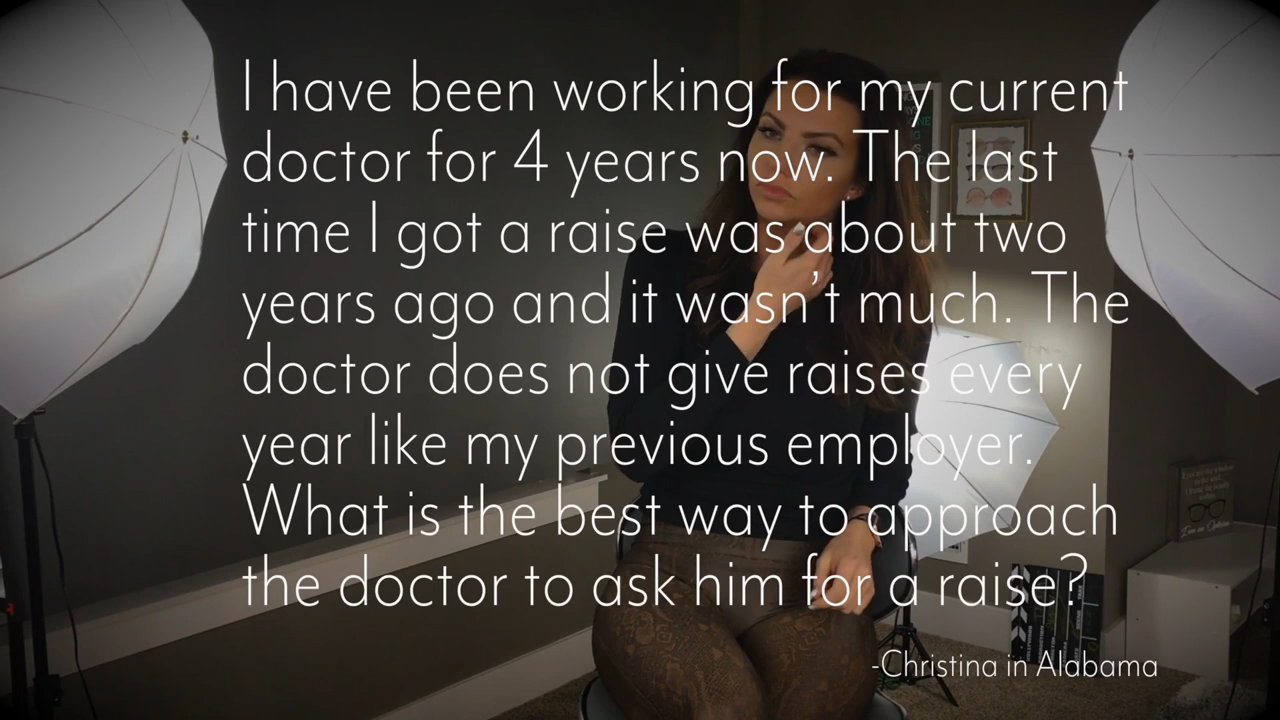 I have been working for my current
doctor for 4 years now. The last
time I got a raise was about two
years ago and it wasn't much. The
doctor does not give raises every
year like my previous employer.
What is the best way to approach
the doctor to ask him for a raise?
-Christina in Alabama